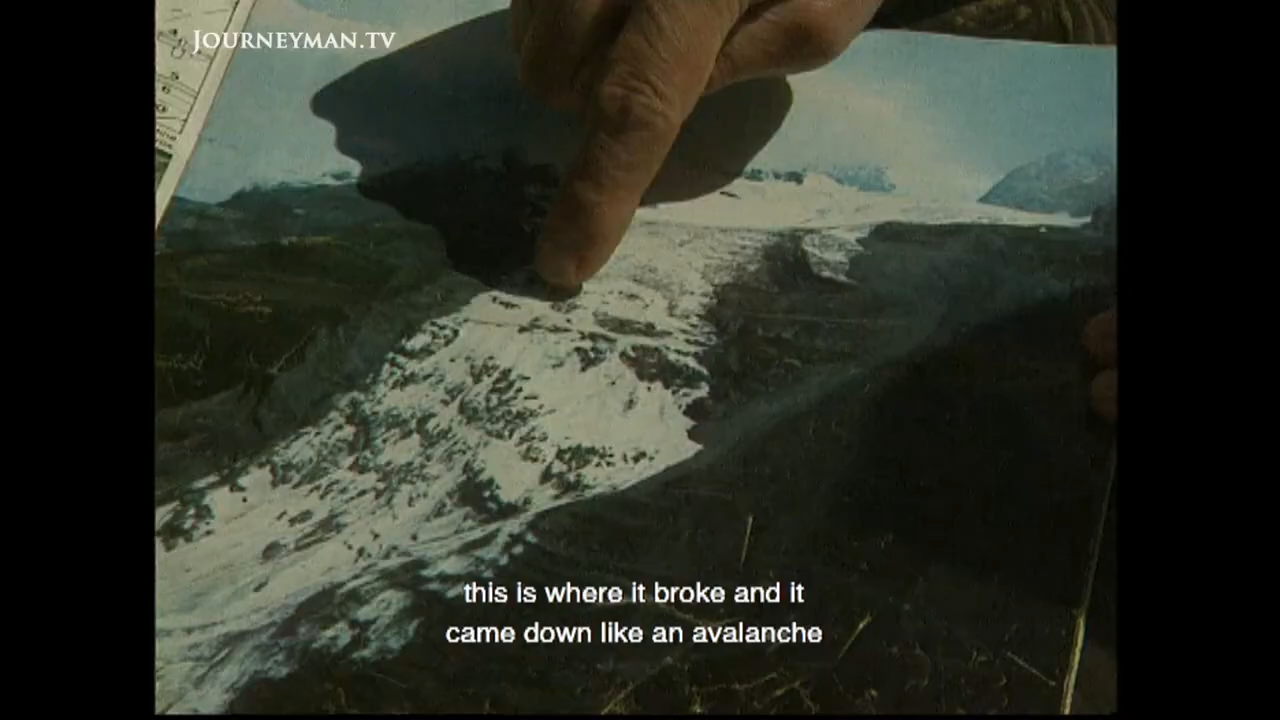 JOURNEYMAN.TV
this is where it broke and it
came down like an avalanche